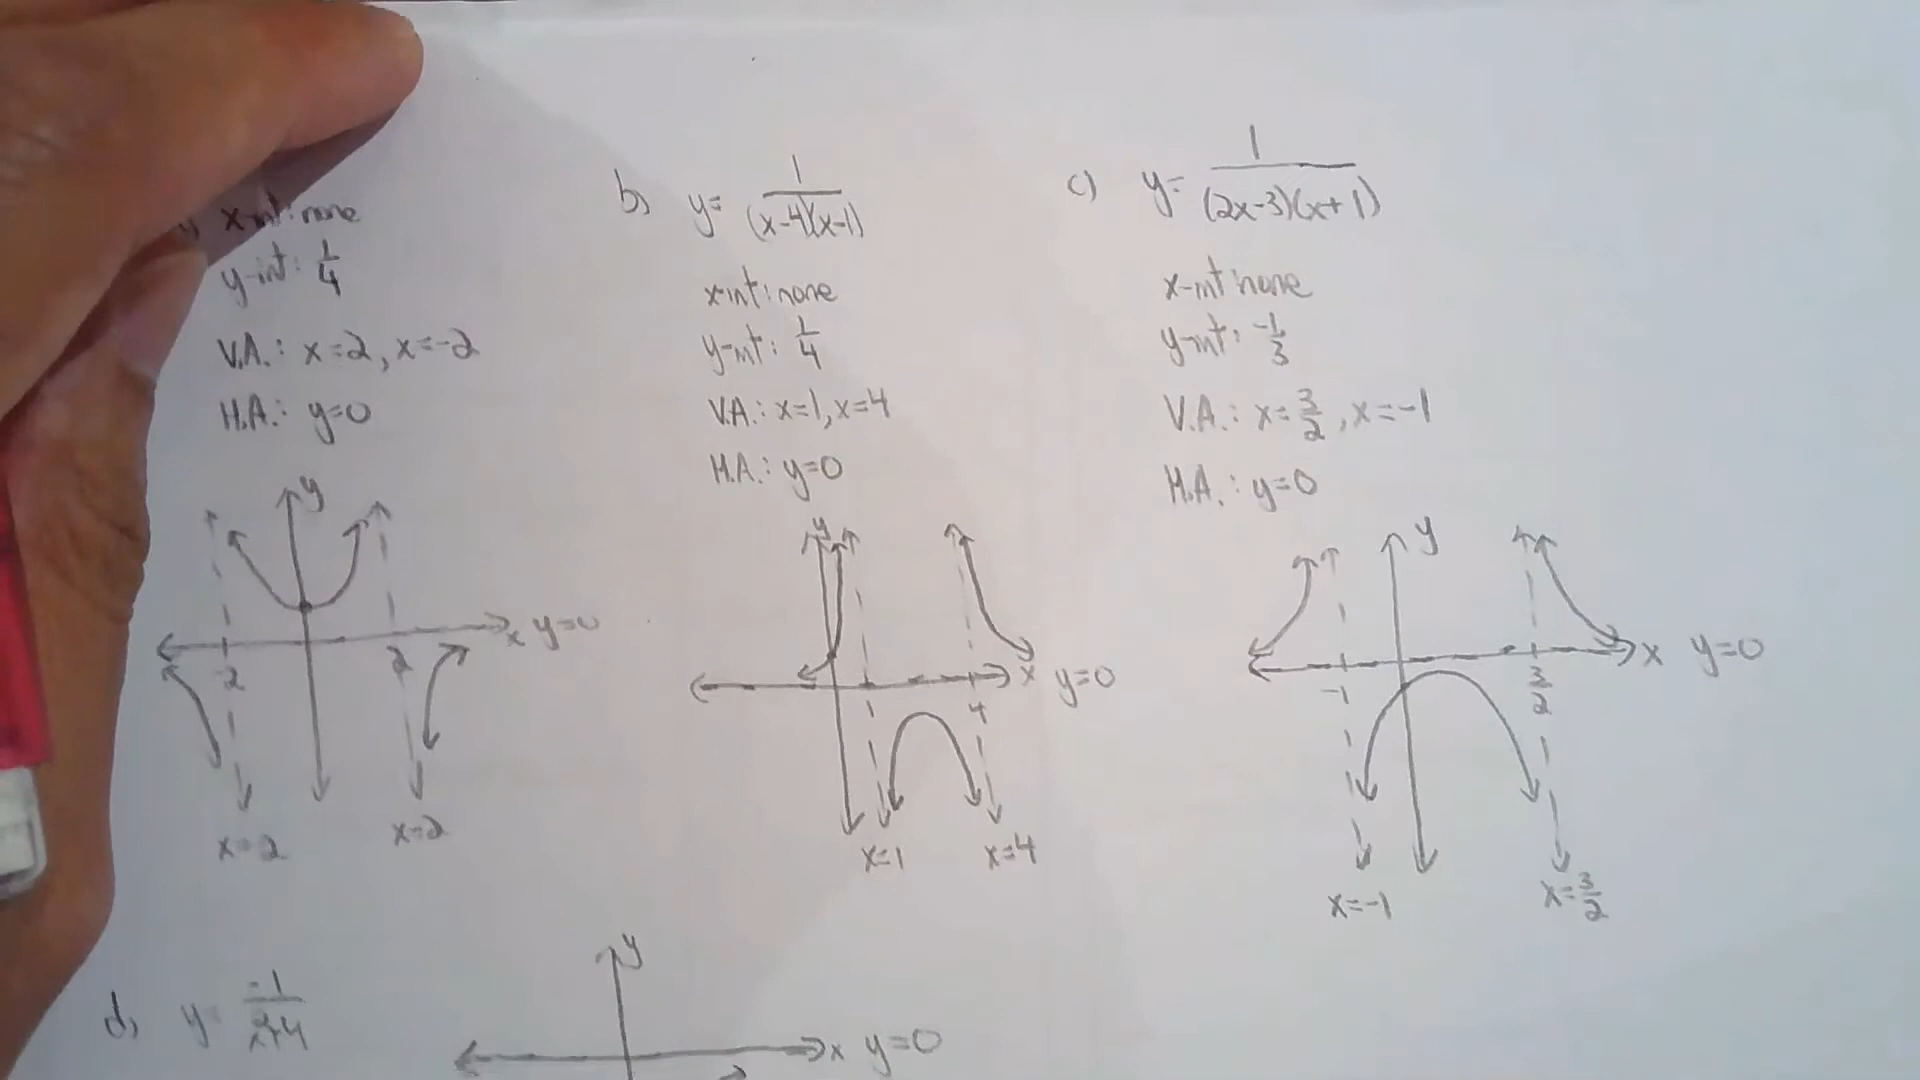 x-int: none
y-int: 1/4
V.A.: x=2, x=-2
H.A.: y=0
y
x y=0
-2 2
x=-2 x=2
b) y= 1/(x-4)(x-1)
x-int: none
y-int: 1/4
V.A.: x=1, x=4
H.A.: y=0
y
x y=0
1 4
x=1 x=4
c) y= 1/(2x-3)(x+1)
x-int: none
y-int: -1/3
V.A.: x=3/2, x=-1
H.A.: y=0
y
x y=0
-1 3/2
x=-1 x=3/2
d) y= -1/x²+4
y
x y=0